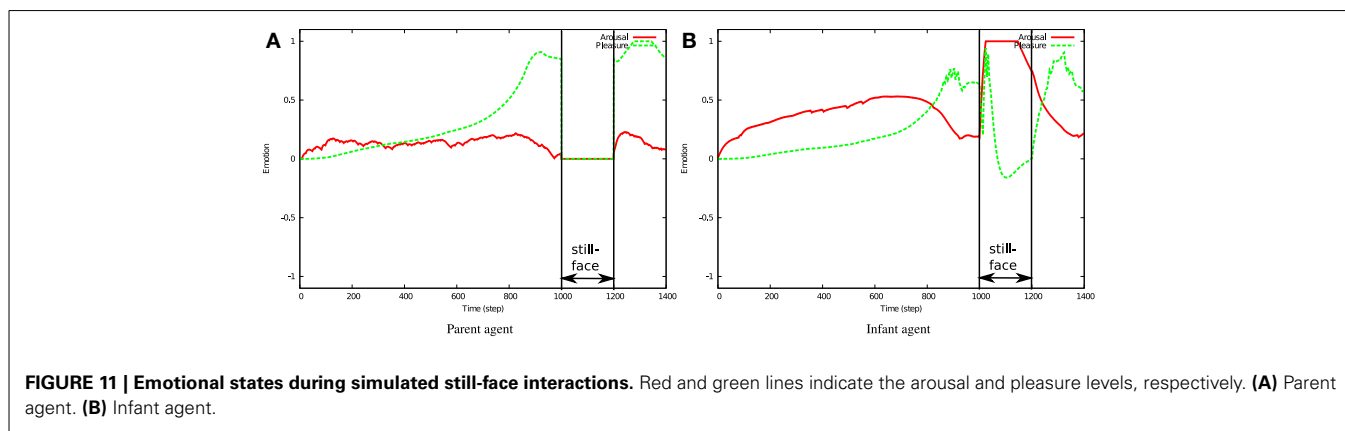 A
Arousal
Pleasure
1
0.5
0
-0.5
-1
Emotion
still-
face
0 200 400 600 800 1000 1200 1400
Time (step)
Parent agent
B
Arousal
Pleasure
1
0.5
0
-0.5
-1
Emotion
still-
face
0 200 400 600 800 1000 1200 1400
Time (step)
Infant agent
FIGURE 11 | Emotional states during simulated still-face interactions. Red and green lines indicate the arousal and pleasure levels, respectively. (A) Parent
agent. (B) Infant agent.